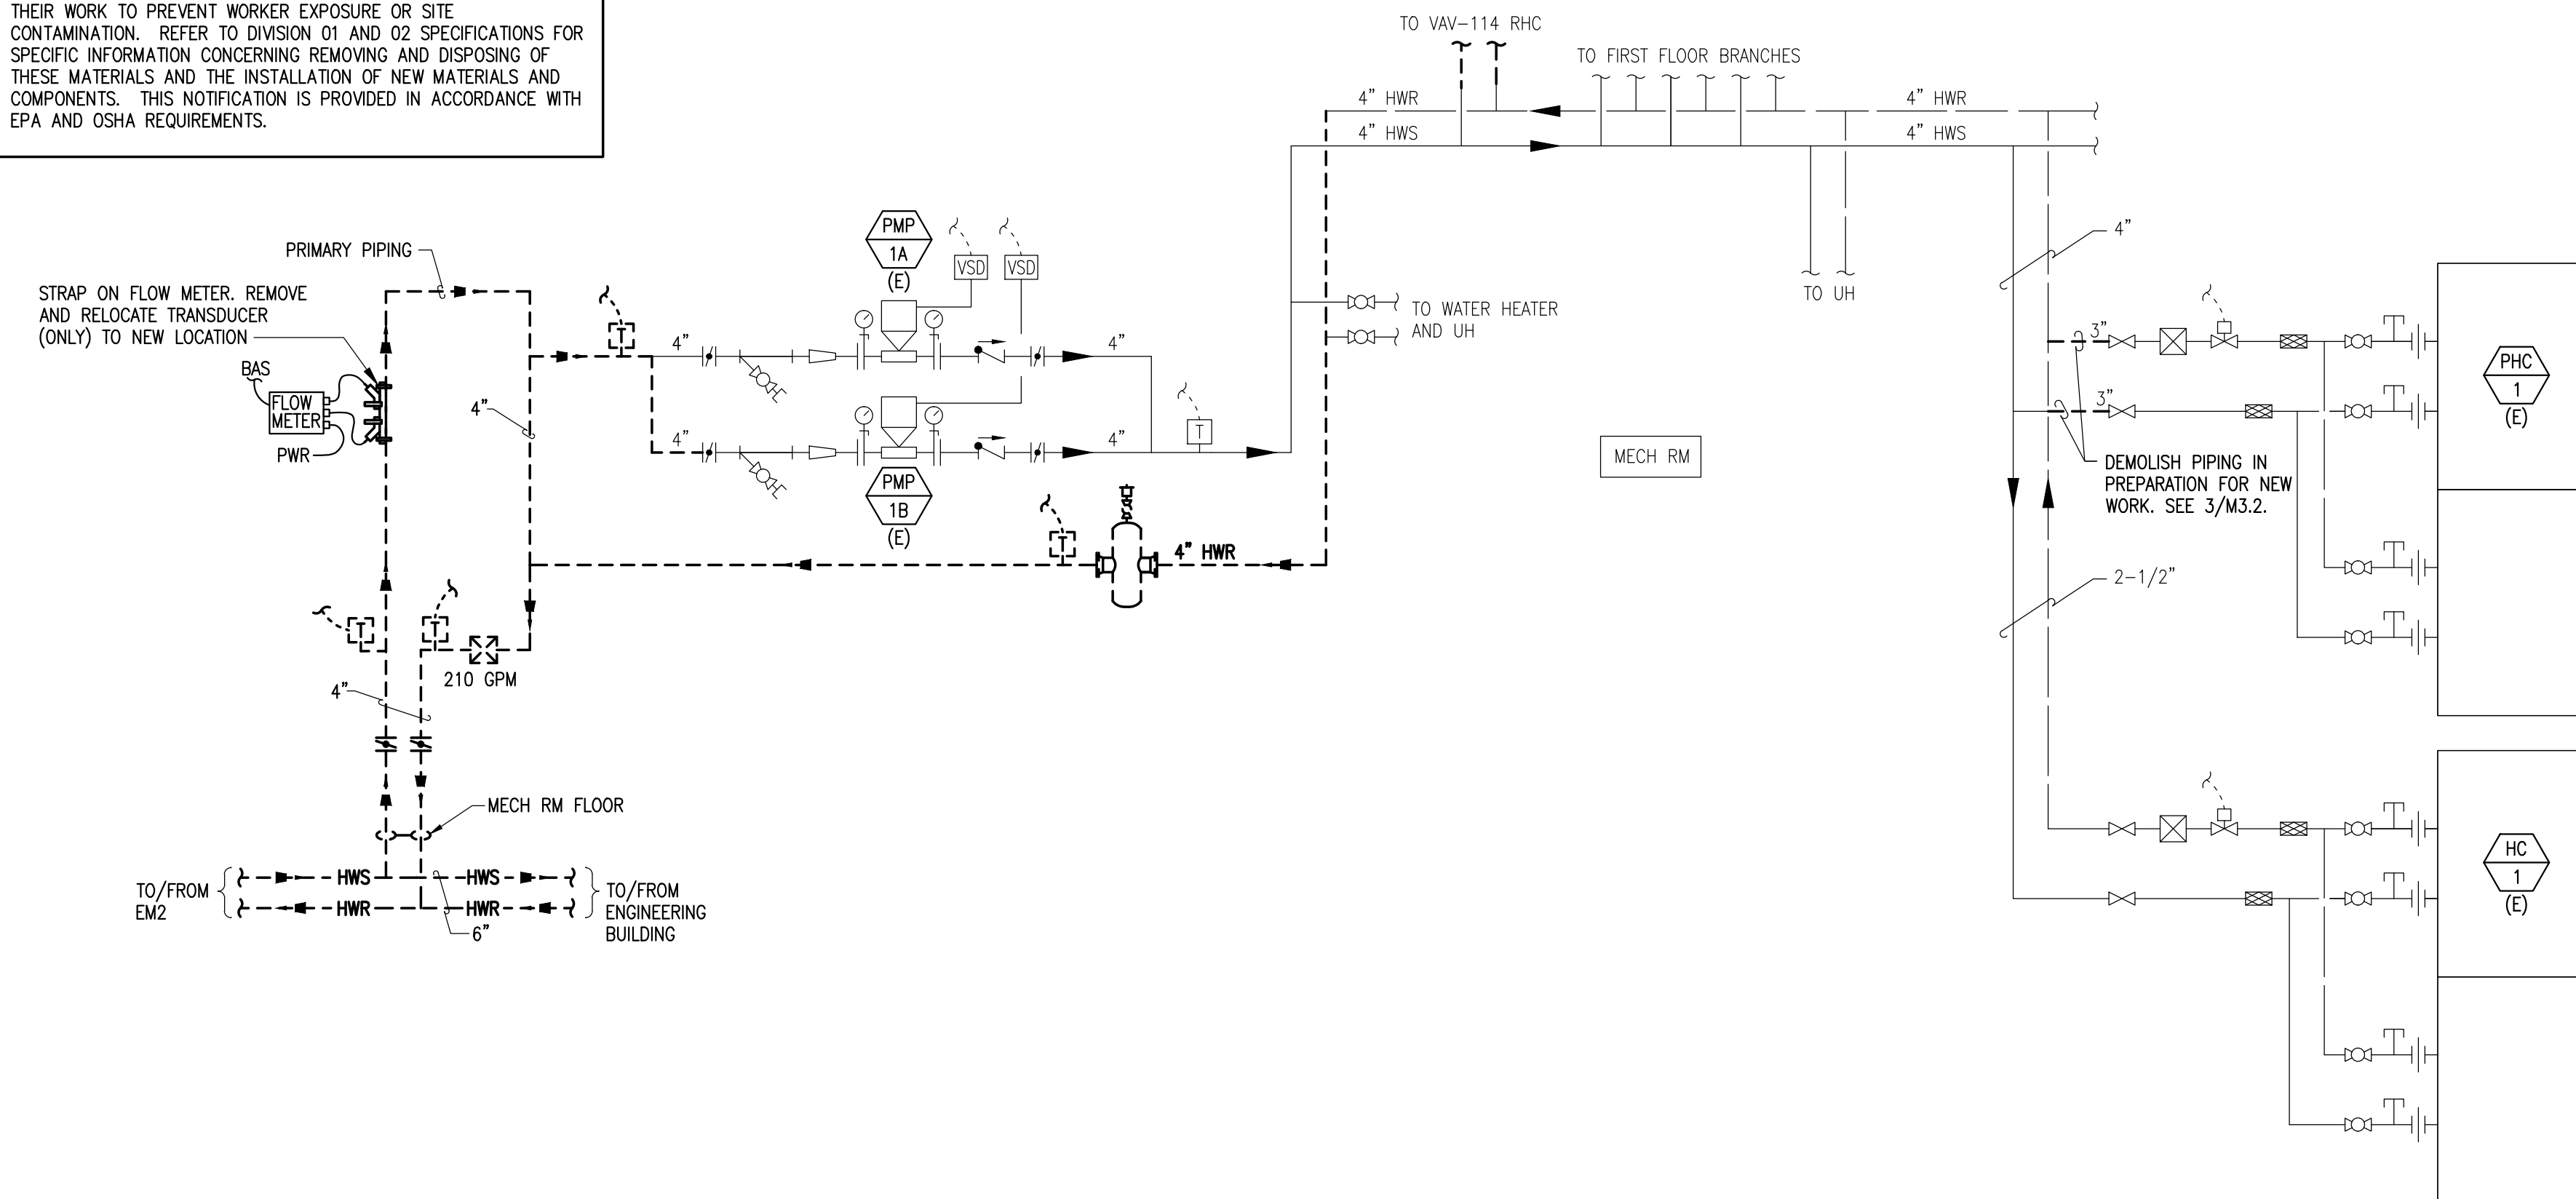 THEIR WORK TO PREVENT WORKER EXPOSURE OR SITE
CONTAMINATION. REFER TO DIVISION 01 AND 02 SPECIFICATIONS FOR
SPECIFIC INFORMATION CONCERNING REMOVING AND DISPOSING OF
THESE MATERIALS AND THE INSTALLATION OF NEW MATERIALS AND
COMPONENTS. THIS NOTIFICATION IS PROVIDED IN ACCORDANCE WITH
EPA AND OSHA REQUIREMENTS.
TO VAV-114 RHC
TO FIRST FLOOR BRANCHES
4" HWR
4" HWR
4" HWS
4" HWS
PRIMARY PIPING
STRAP ON FLOW METER. REMOVE
AND RELOCATE TRANSDUCER
(ONLY) TO NEW LOCATION
BAS
FLOW
METER
PWR
4"
T
PMP
1A
(E)
VSD
VSD
4"
4"
4"
4"
PMP
1B
(E)
T
TO WATER HEATER
AND UH
TO UH
MECH RM
4"
3"
3"
PHC
1
(E)
DEMOLISH PIPING IN
PREPARATION FOR NEW
WORK. SEE 3/M3.2.
2-1/2"
T
4" HWR
T
T
210 GPM
4"
MECH RM FLOOR
TO/FROM
EM2
HWS
HWS
HWR
HWR
6"
TO/FROM
ENGINEERING
BUILDING
HC
1
(E)